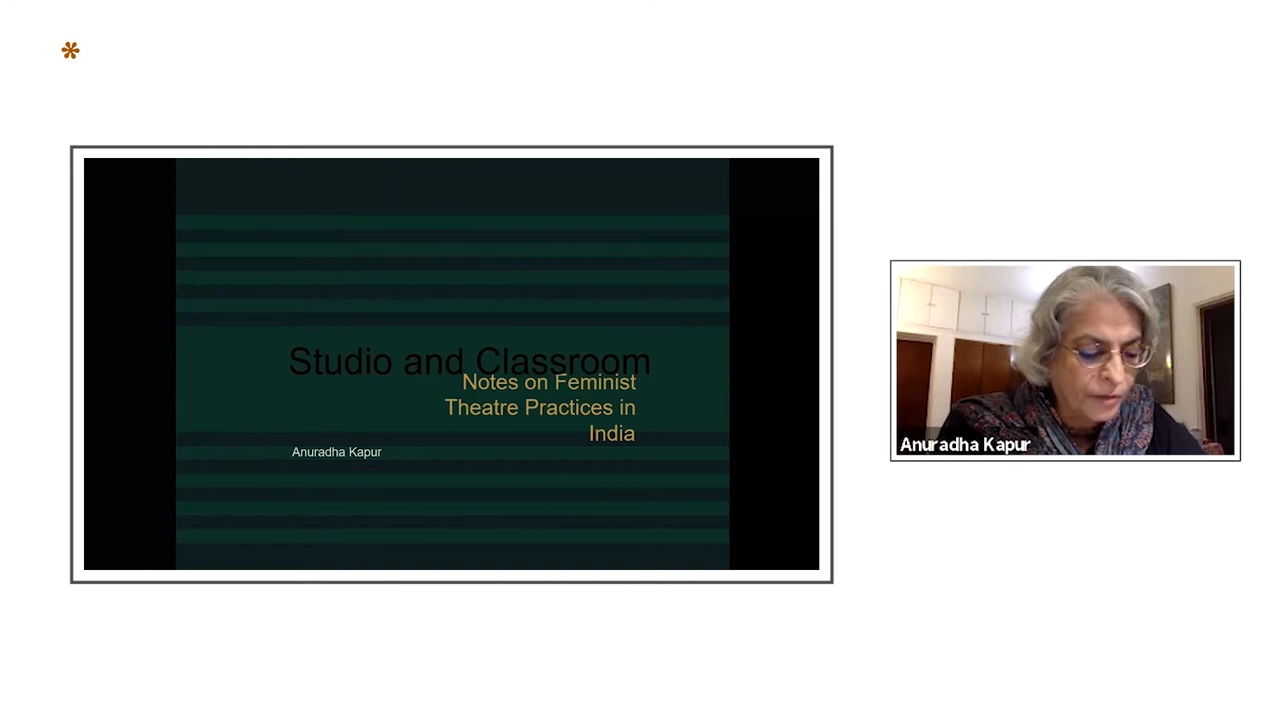 Studio and Classroom
Notes on Feminist
Theatre Practices in
India
Anuradha Kapur
Anuradha Kapur